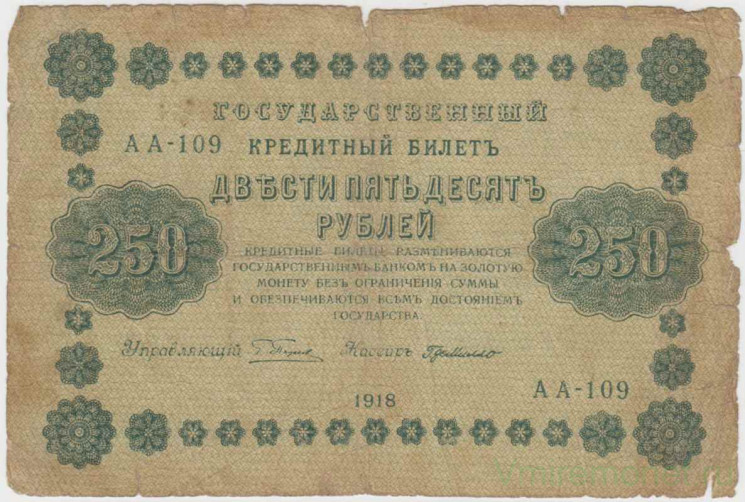 ГОСУДАРСТВЕННЫЙ
АА-109 КРЕДИТНЫЙ БИЛЕТЪ
ДВѢСТИ ПЯТЬДЕСЯТЪ
РУБЛЕЙ
250 250
КРЕДИТНЫЕ БИЛЕТЫ РАЗМЕНИВАЮТСЯ
ГОСУДАРСТВЕННЫМЪ БАНКОМЪ НА ЗОЛОТУЮ
МОНЕТУ БЕЗЪ ОГРАНИЧЕНІЯ СУММЫ
И ОБЕЗПЕЧИВАЮТСЯ ВСѢМЪ ДОСТОЯНІЕМЪ
ГОСУДАРСТВА.
Управляющій Кассиръ
1918
АА-109